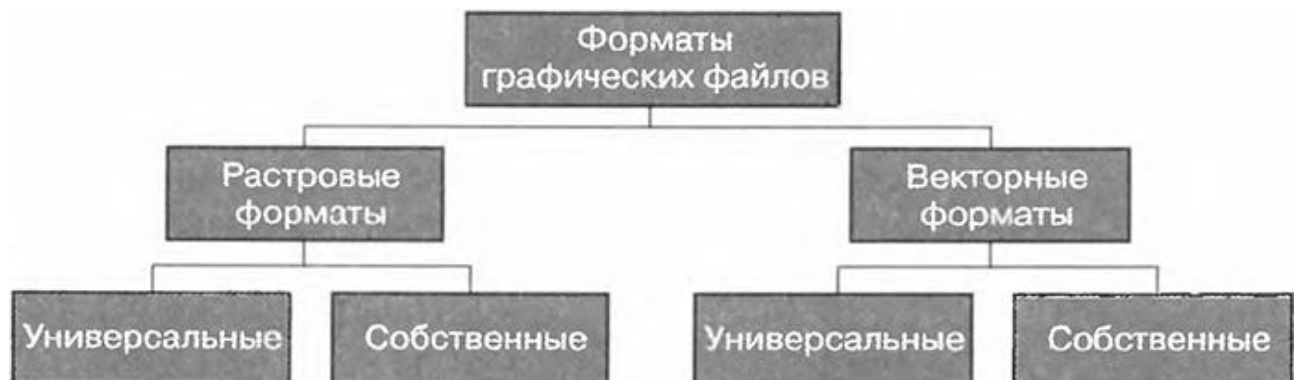 Форматы
графических файлов
Растровые
форматы
Векторные
форматы
Универсальные
Собственные
Универсальные
Собственные